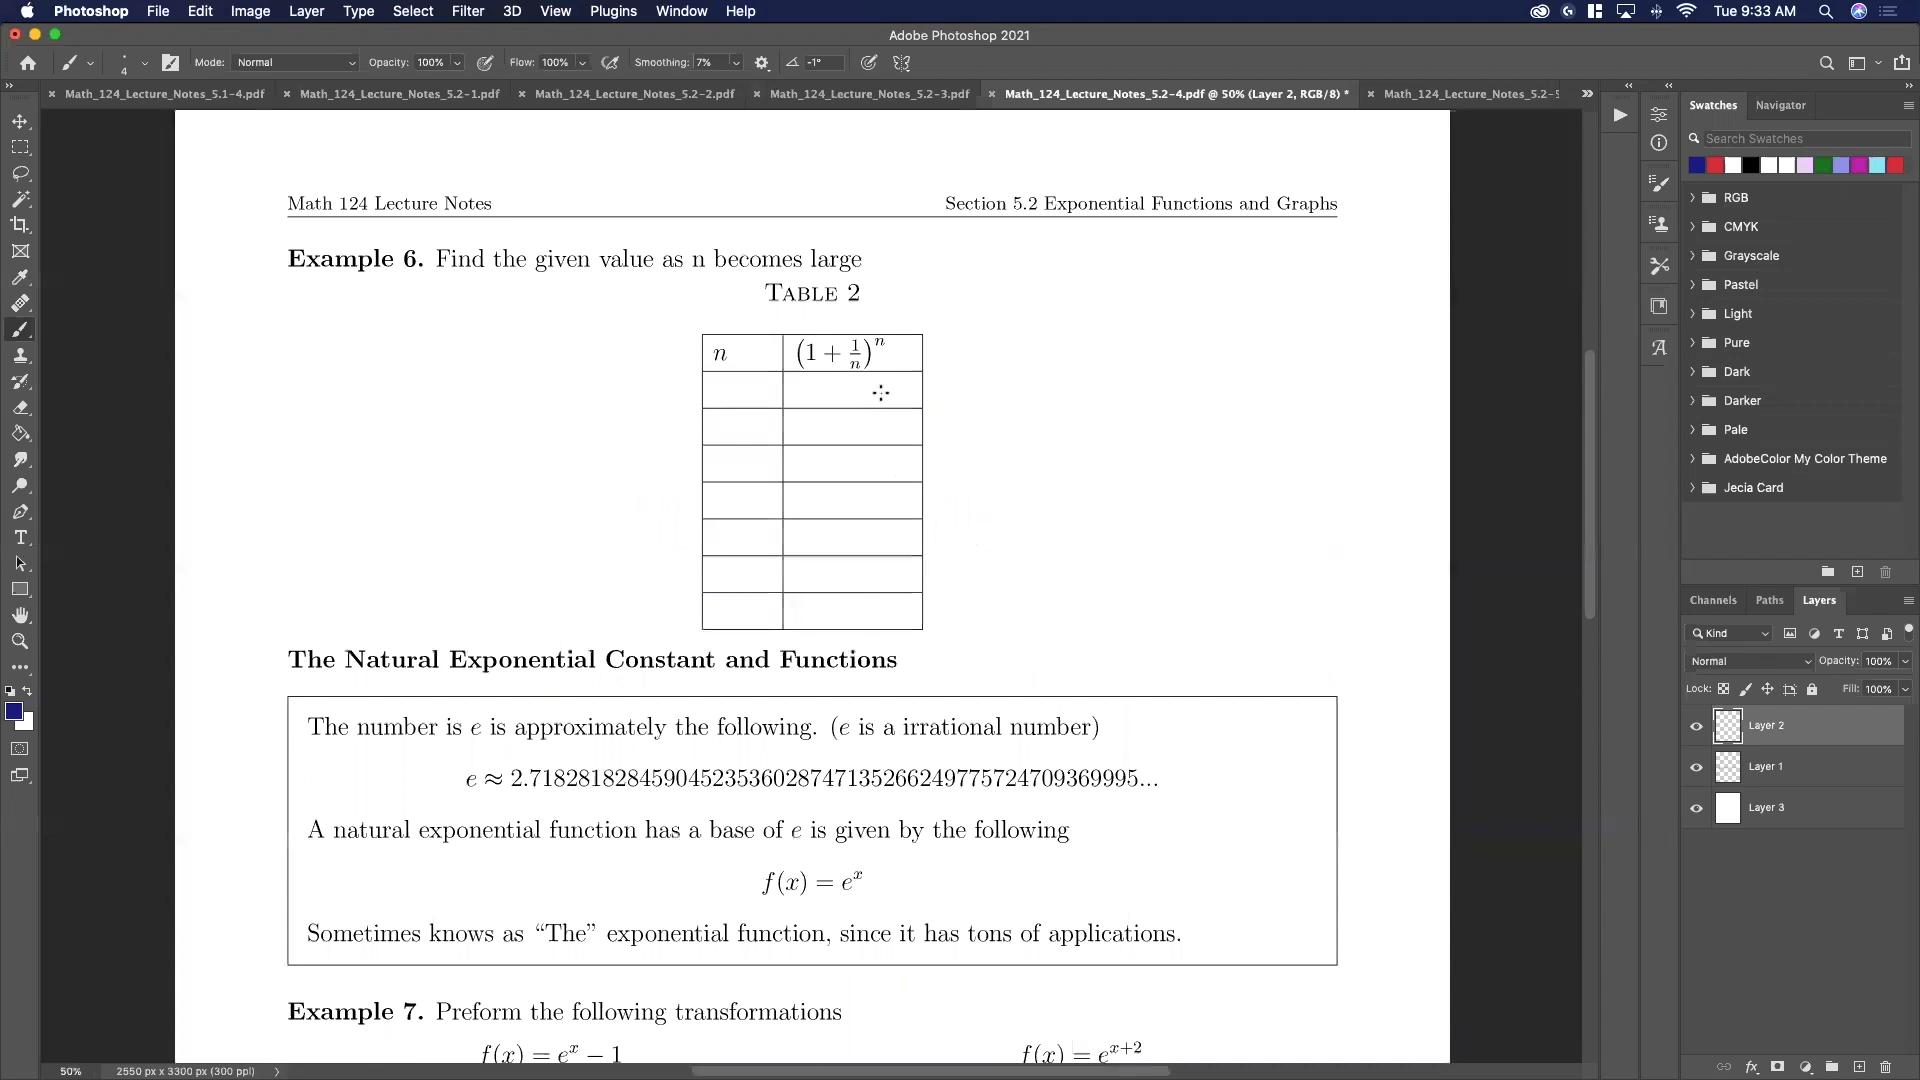 Photoshop File Edit Image Layer Type Select Filter 3D View Plugins Window Help Tue 9:33 AM
Adobe Photoshop 2021
4 Mode: Normal Opacity: 100% Flow: 100% Smoothing: 7% -1°
Math_124_Lecture_Notes_5.1-4.pdf Math_124_Lecture_Notes_5.2-1.pdf Math_124_Lecture_Notes_5.2-2.pdf Math_124_Lecture_Notes_5.2-3.pdf Math_124_Lecture_Notes_5.2-4.pdf @ 50% (Layer 2, RGB/8) * Math_124_Lecture_Notes_5.2-5
Math 124 Lecture Notes Section 5.2 Exponential Functions and Graphs
Example 6. Find the given value as n becomes large
TABLE 2
n (1 + 1/n)^n
The Natural Exponential Constant and Functions
The number is e is approximately the following. (e is a irrational number)
e ≈ 2.71828182845904523536028747135266249775724709369995...
A natural exponential function has a base of e is given by the following
f(x) = e^x
Sometimes knows as “The” exponential function, since it has tons of applications.
Example 7. Preform the following transformations
f(x) = e^x − 1 f(x) = e^{x+2}
50% 2550 px x 3300 px (300 ppi)
Swatches Navigator
Search Swatches
RGB
CMYK
Grayscale
Pastel
Light
Pure
Dark
Darker
Pale
AdobeColor My Color Theme
Jecia Card
Channels Paths Layers
Kind
Normal Opacity: 100%
Lock: Fill: 100%
Layer 2
Layer 1
Layer 3